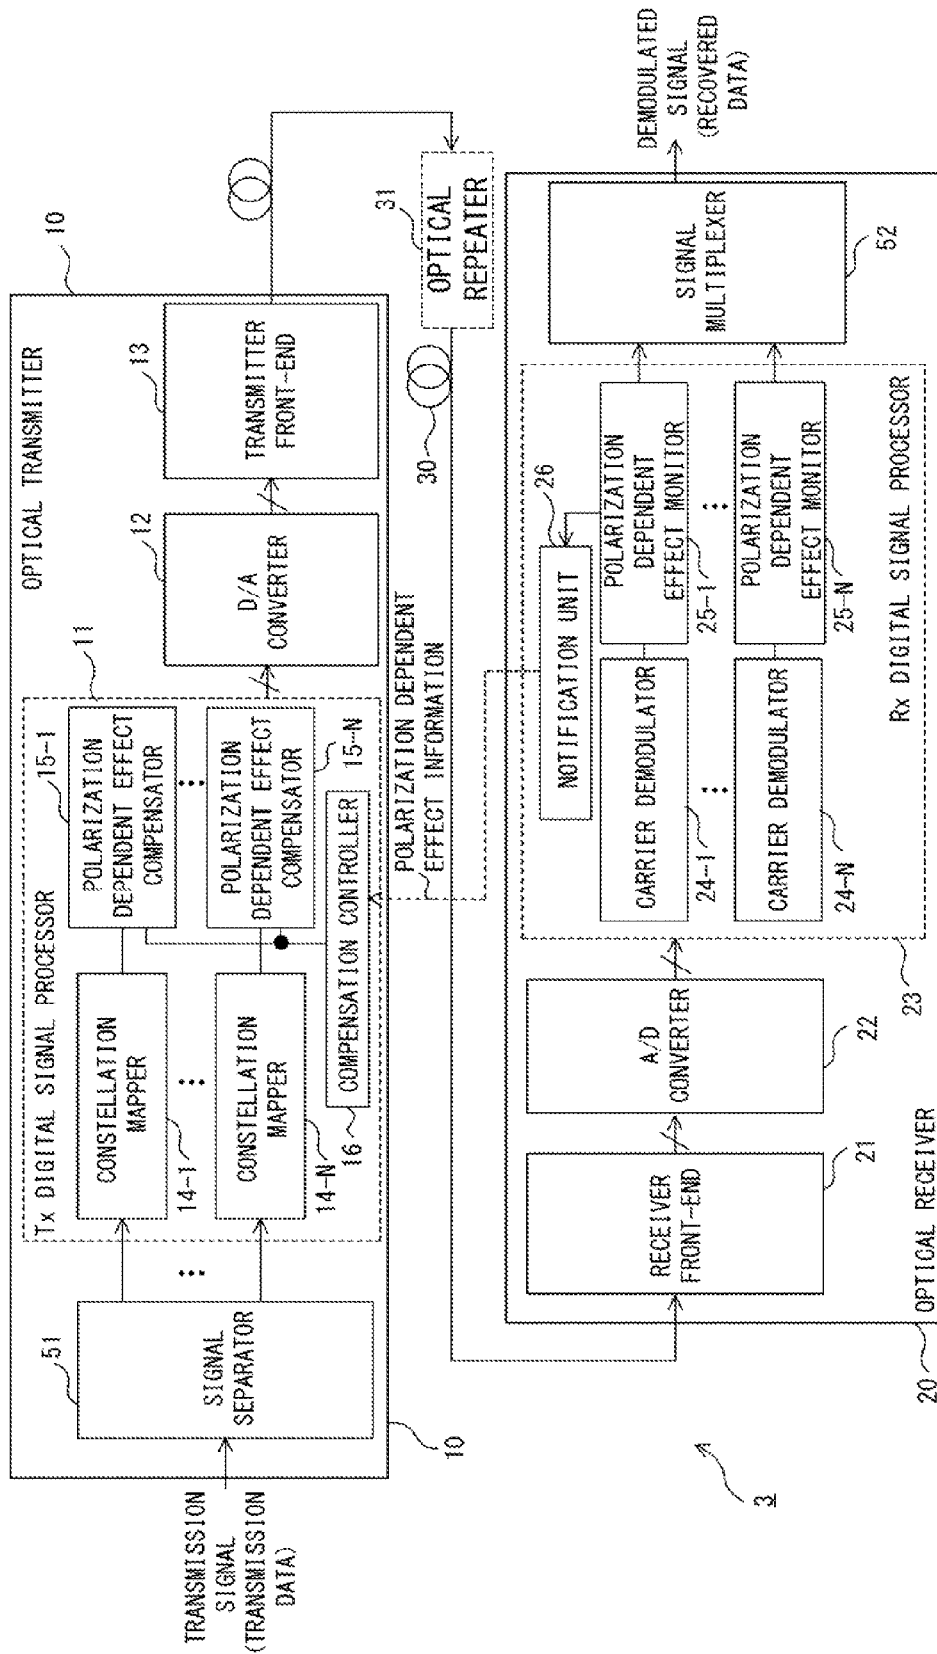 OPTICAL TRANSMITTER
10
TRANSMISSION
SIGNAL
(TRANSMISSION
DATA)
10
51
SIGNAL
SEPARATOR
Tx DIGITAL SIGNAL PROCESSOR
11
CONSTELLATION
MAPPER
14-1
CONSTELLATION
MAPPER
14-N
15-1
POLARIZATION
DEPENDENT EFFECT
COMPENSATOR
POLARIZATION
DEPENDENT EFFECT
COMPENSATOR
15-N
16
COMPENSATION CONTROLLER
12
D/A
CONVERTER
13
TRANSMITTER
FRONT-END
31
OPTICAL
REPEATER
30
POLARIZATION DEPENDENT
EFFECT INFORMATION
3
20
OPTICAL RECEIVER
RECEIVER
FRONT-END
21
A/D
CONVERTER
22
23
Rx DIGITAL SIGNAL PROCESSOR
NOTIFICATION UNIT
26
CARRIER DEMODULATOR
24-1
CARRIER DEMODULATOR
24-N
POLARIZATION
DEPENDENT
EFFECT MONITOR
25-1
POLARIZATION
DEPENDENT
EFFECT MONITOR
25-N
SIGNAL
MULTIPLEXER
52
DEMODULATED
SIGNAL
(RECOVERED
DATA)